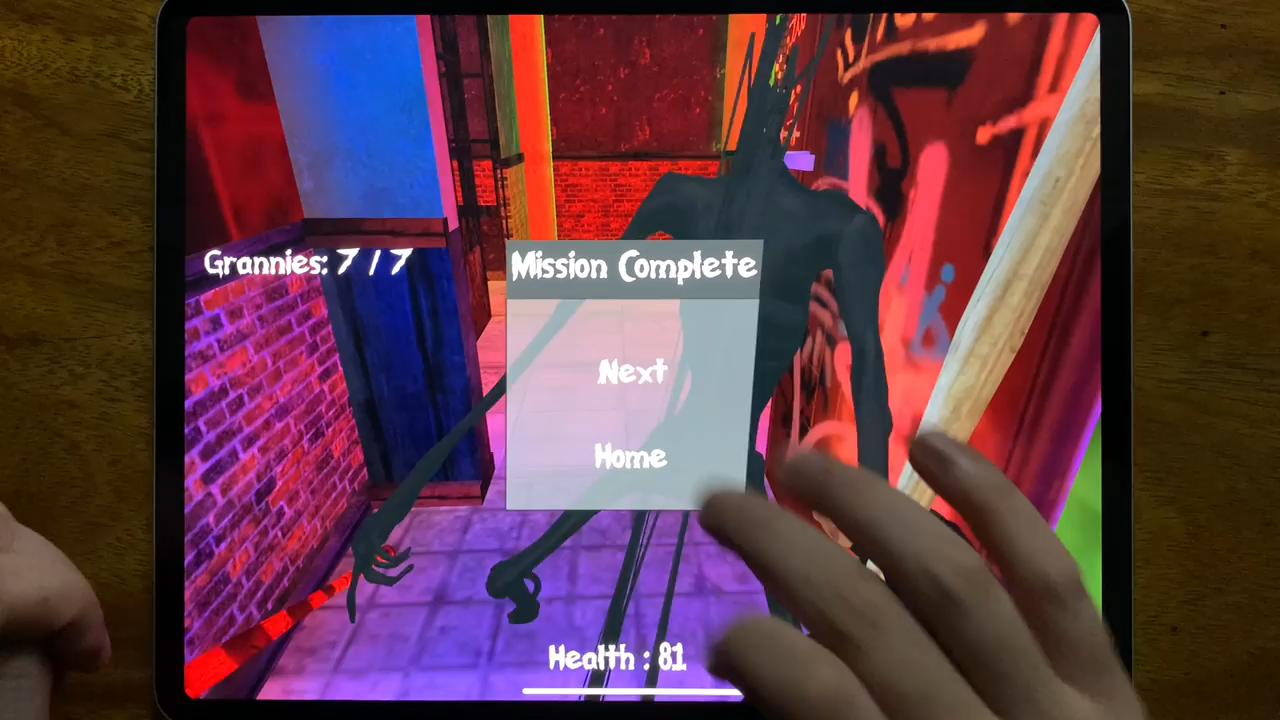 Grannies: 7 / 7
Mission Complete
Next
Home
Health : 81